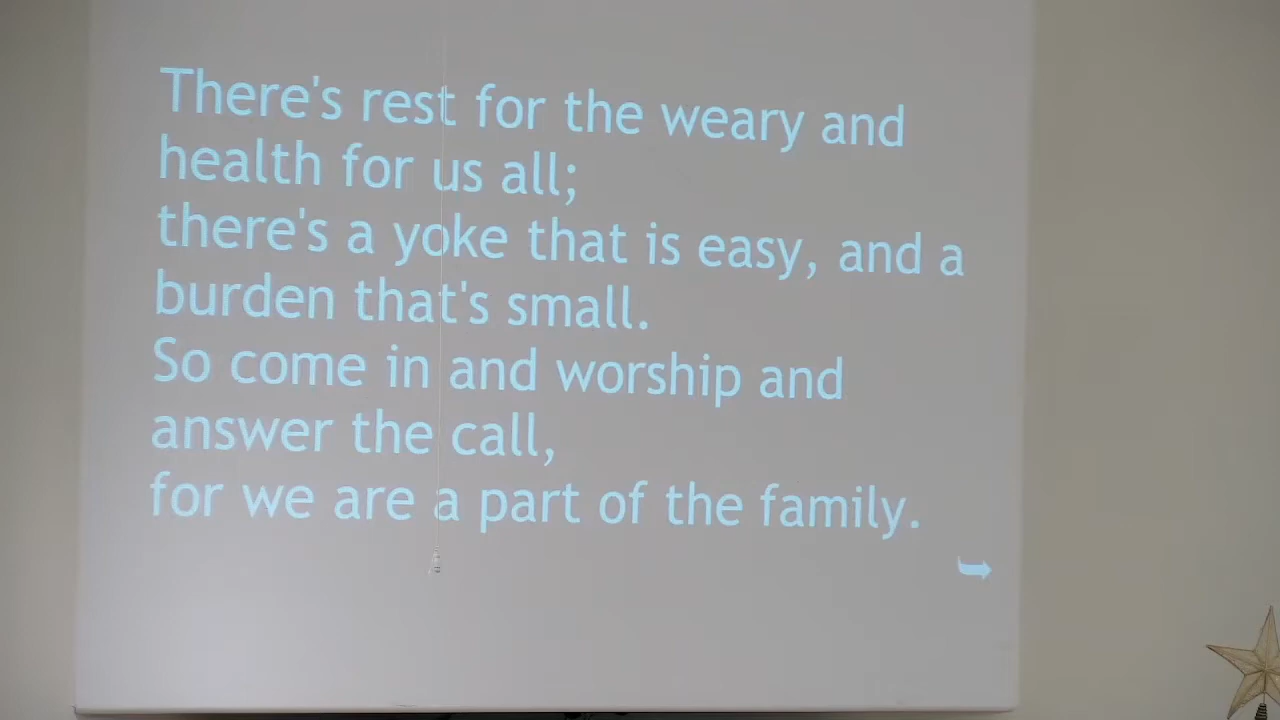 There's rest for the weary and
health for us all;
there's a yoke that is easy, and a
burden that's small.
So come in and worship and
answer the call,
for we are a part of the family.